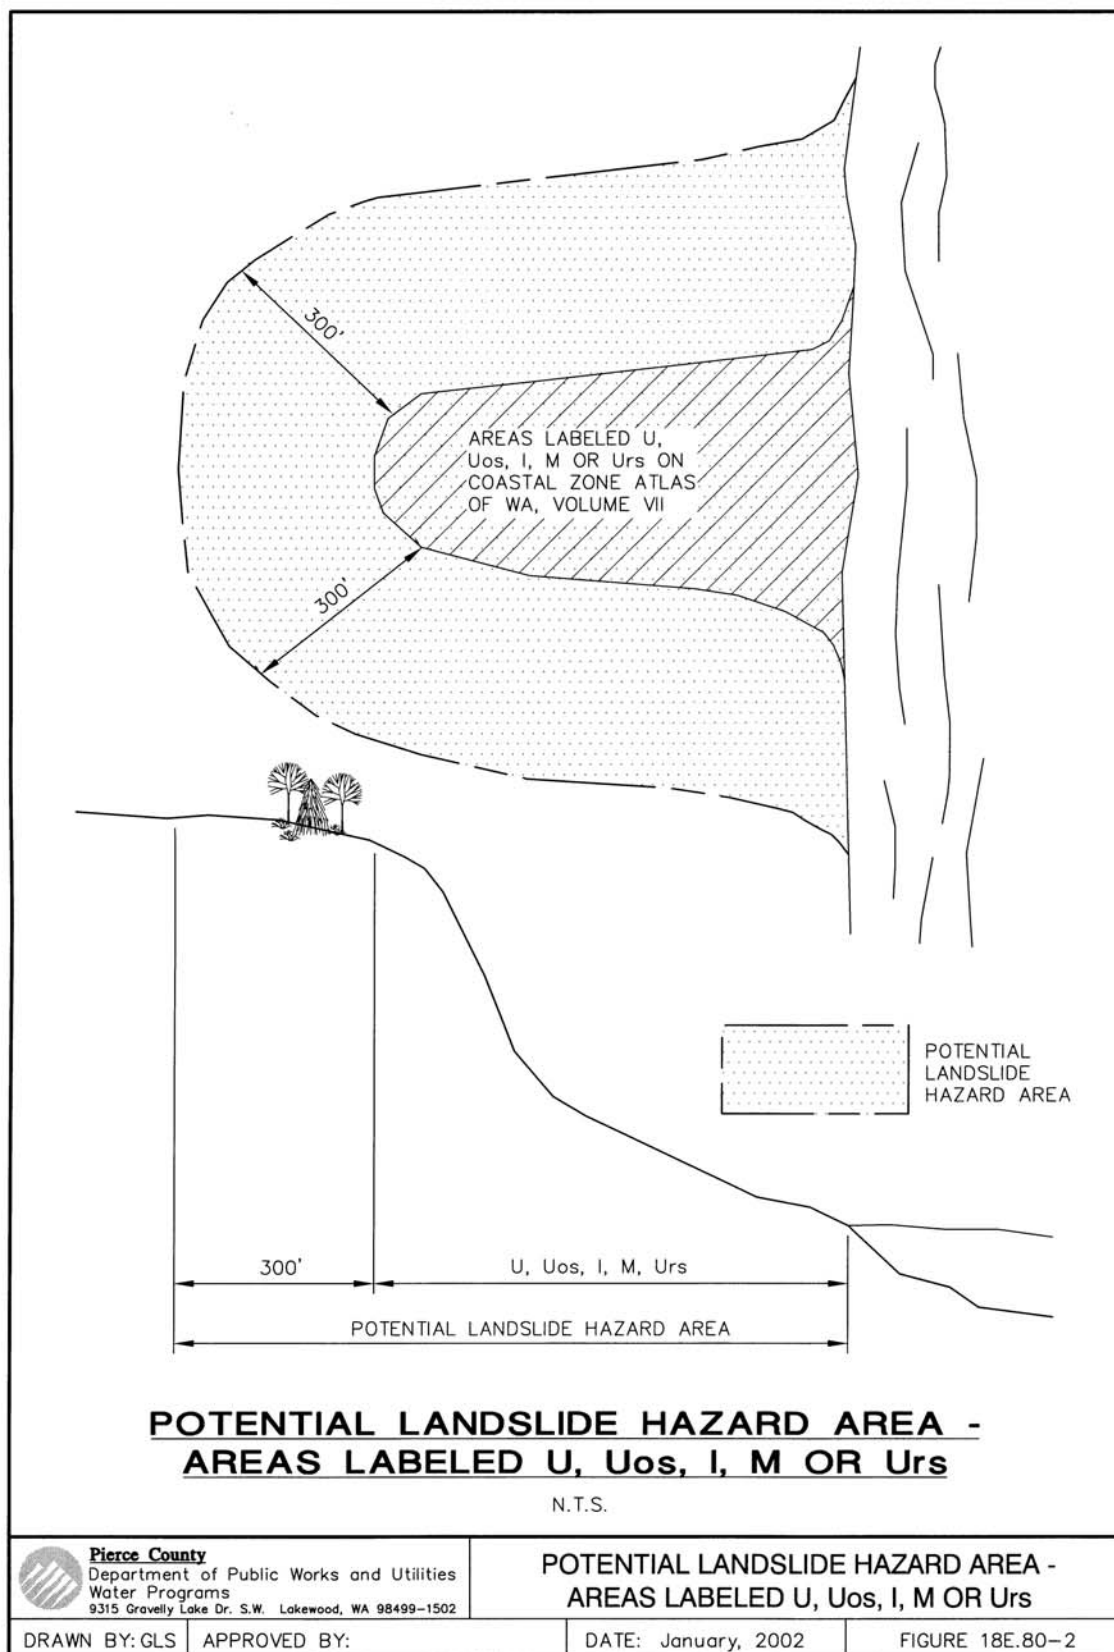 300'
AREAS LABELED U,
Uos, I, M OR Urs ON
COASTAL ZONE ATLAS
OF WA, VOLUME VII
300'
POTENTIAL
LANDSLIDE
HAZARD AREA
300'
U, Uos, I, M, Urs
POTENTIAL LANDSLIDE HAZARD AREA
POTENTIAL LANDSLIDE HAZARD AREA -
AREAS LABELED U, Uos, I, M OR Urs
N.T.S.
Pierce County
Department of Public Works and Utilities
Water Programs
9315 Gravelly Lake Dr. S.W. Lakewood, WA 98499-1502
POTENTIAL LANDSLIDE HAZARD AREA -
AREAS LABELED U, Uos, I, M OR Urs
DRAWN BY: GLS
APPROVED BY:
DATE: January, 2002
FIGURE 18E.80-2